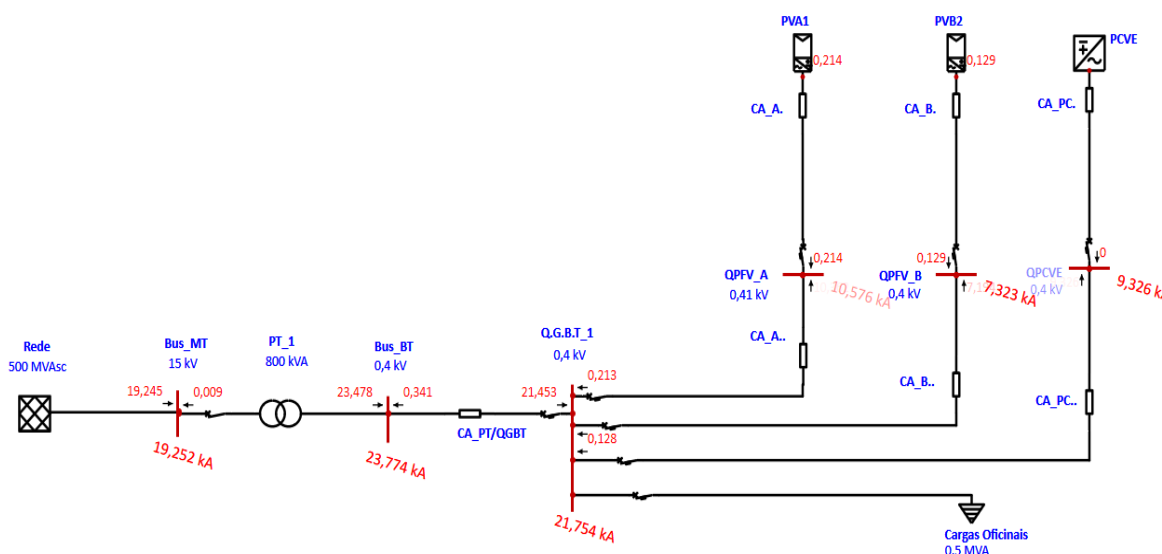 PVA1
PVB2
PCVE
0,214
0,129
CA_A.
CA_B.
CA_PC.
0,214
0,129
0
QPFV_A
0,41 kV
10,576 kA
QPFV_B
0,4 kV
7,323 kA
QPCVE
0,4 kV
9,326 kA
Rede
500 MVAsc
Bus_MT
15 kV
PT_1
800 kVA
Bus_BT
0,4 kV
Q.G.B.T_1
0,4 kV
CA_A..
CA_B..
CA_PC..
19,245
0,009
23,478
0,341
21,453
0,213
0,128
CA_PT/QGBT
19,252 kA
23,774 kA
21,754 kA
Cargas Oficinais
0,5 MVA